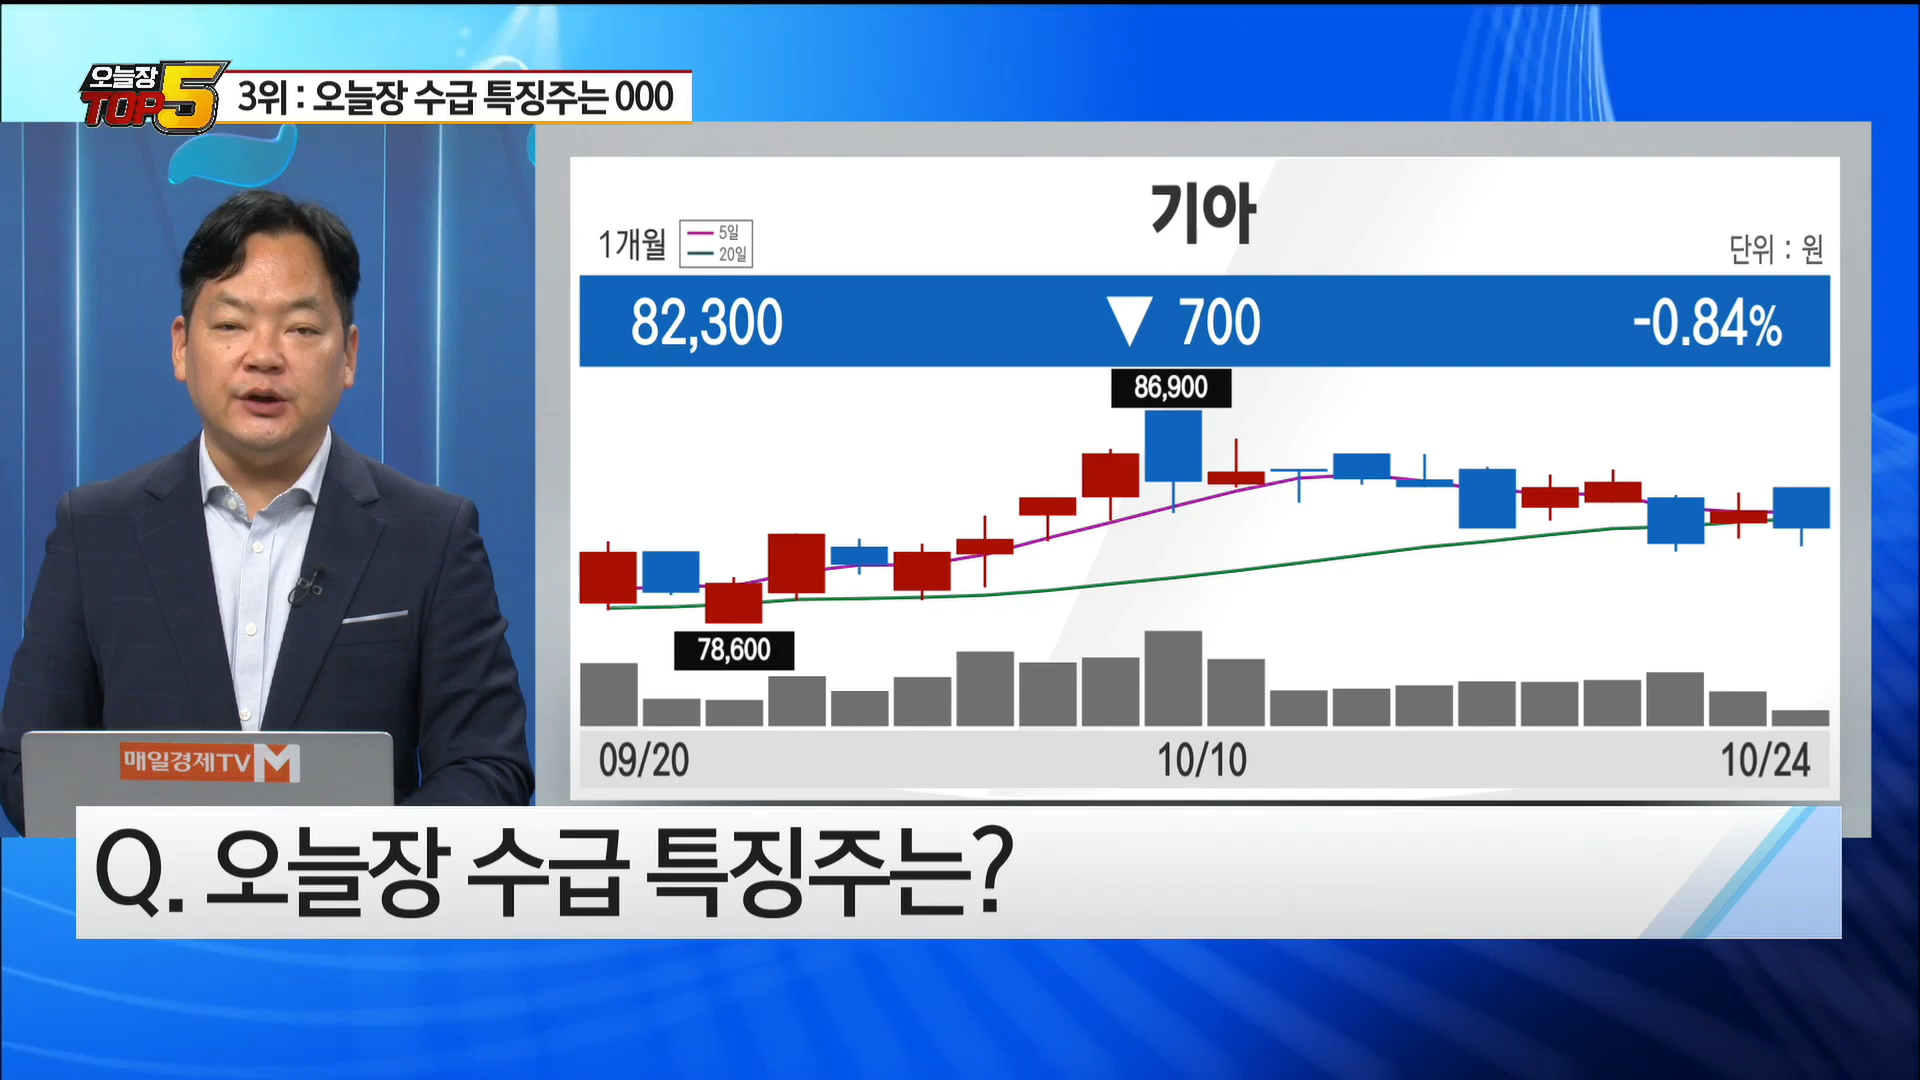 오늘장
TOP5
3위 : 오늘장 수급 특징주는 OOO
기아
1개월
5일
20일
단위 : 원
82,300 ▼ 700 -0.84%
86,900
78,600
09/20 10/10 10/24
매일경제TV M
Q. 오늘장 수급 특징주는?